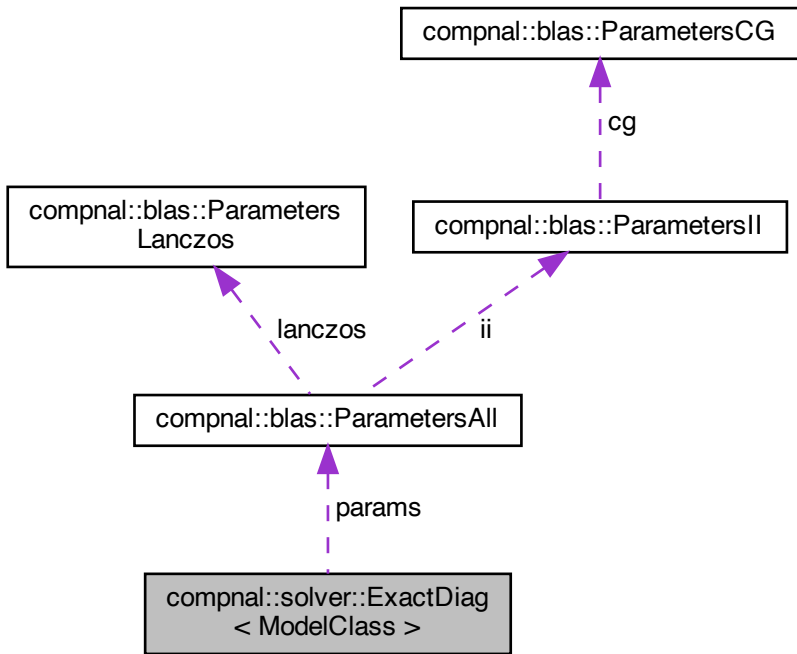 compnal::blas::ParametersCG
cg
compnal::blas::Parameters
Lanczos
compnal::blas::ParametersII
lanczos
ii
compnal::blas::ParametersAll
params
compnal::solver::ExactDiag
< ModelClass >